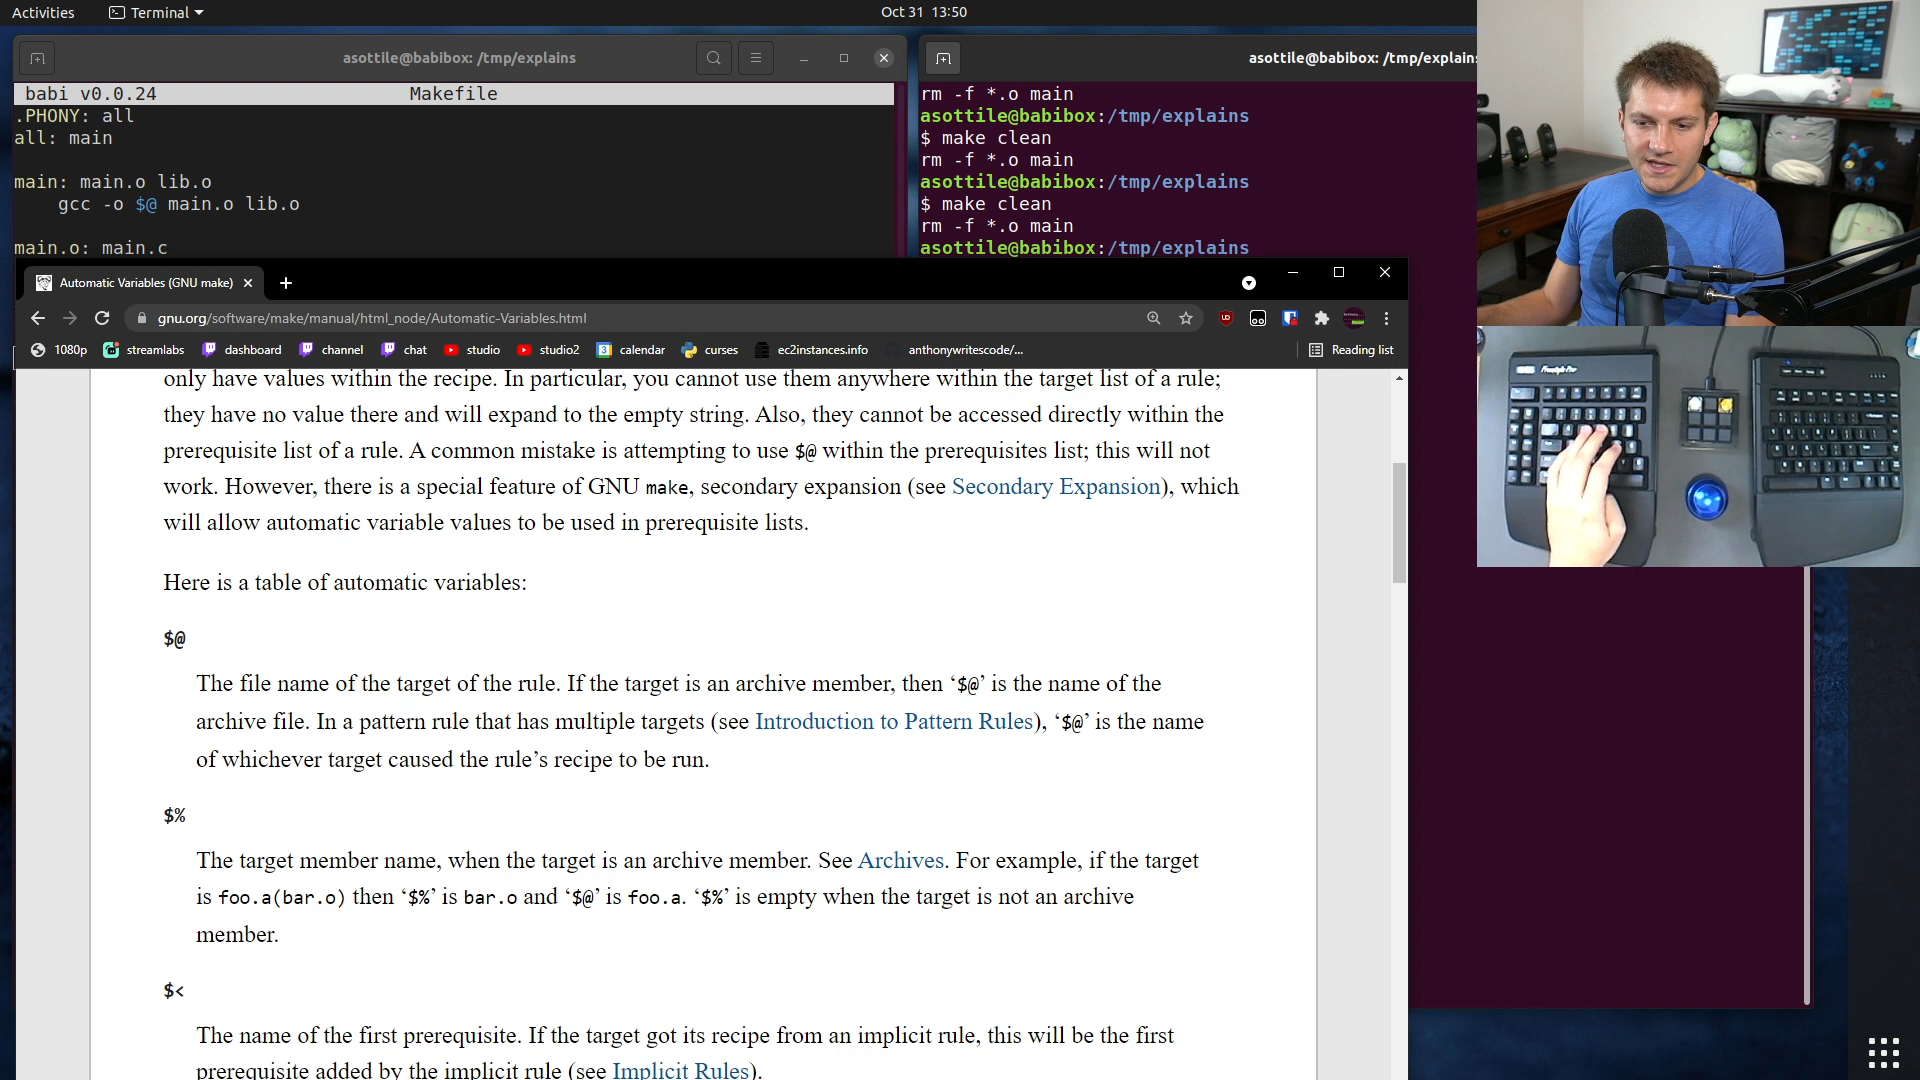 Activities
Terminal
Oct 31 13:50
asottile@babibox: /tmp/explains
babi v0.0.24 Makefile
.PHONY: all
all: main
main: main.o lib.o
gcc -o $@ main.o lib.o
main.o: main.c
asottile@babibox: /tmp/explains
rm -f *.o main
asottile@babibox:/tmp/explains
$ make clean
rm -f *.o main
asottile@babibox:/tmp/explains
$ make clean
rm -f *.o main
asottile@babibox:/tmp/explains
Automatic Variables (GNU make)
gnu.org/software/make/manual/html_node/Automatic-Variables.html
1080p streamlabs dashboard channel chat studio studio2 calendar curses ec2instances.info anthonywritescode/... Reading list
only have values within the recipe. In particular, you cannot use them anywhere within the target list of a rule;
they have no value there and will expand to the empty string. Also, they cannot be accessed directly within the
prerequisite list of a rule. A common mistake is attempting to use $@ within the prerequisites list; this will not
work. However, there is a special feature of GNU make, secondary expansion (see Secondary Expansion), which
will allow automatic variable values to be used in prerequisite lists.
Here is a table of automatic variables:
$@
The file name of the target of the rule. If the target is an archive member, then ‘$@’ is the name of the
archive file. In a pattern rule that has multiple targets (see Introduction to Pattern Rules), ‘$@’ is the name
of whichever target caused the rule’s recipe to be run.
$%
The target member name, when the target is an archive member. See Archives. For example, if the target
is foo.a(bar.o) then ‘$%’ is bar.o and ‘$@’ is foo.a. ‘$%’ is empty when the target is not an archive
member.
$<
The name of the first prerequisite. If the target got its recipe from an implicit rule, this will be the first
prerequisite added by the implicit rule (see Implicit Rules).